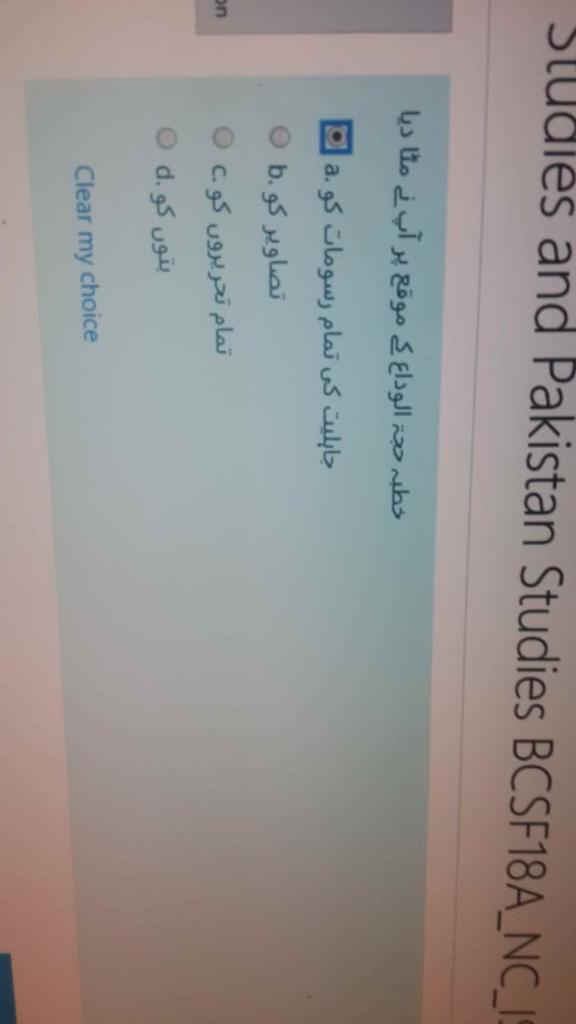 Studies and Pakistan Studies BCSF18A_NC_IS
خطبہ حجۃ الوداع کے موقع پر آپ نے مٹا دیا
a. جاہلیت کی تمام رسومات کو
b. تصاویر کو
c. تمام تحریروں کو
d. بتوں کو
on
Clear my choice